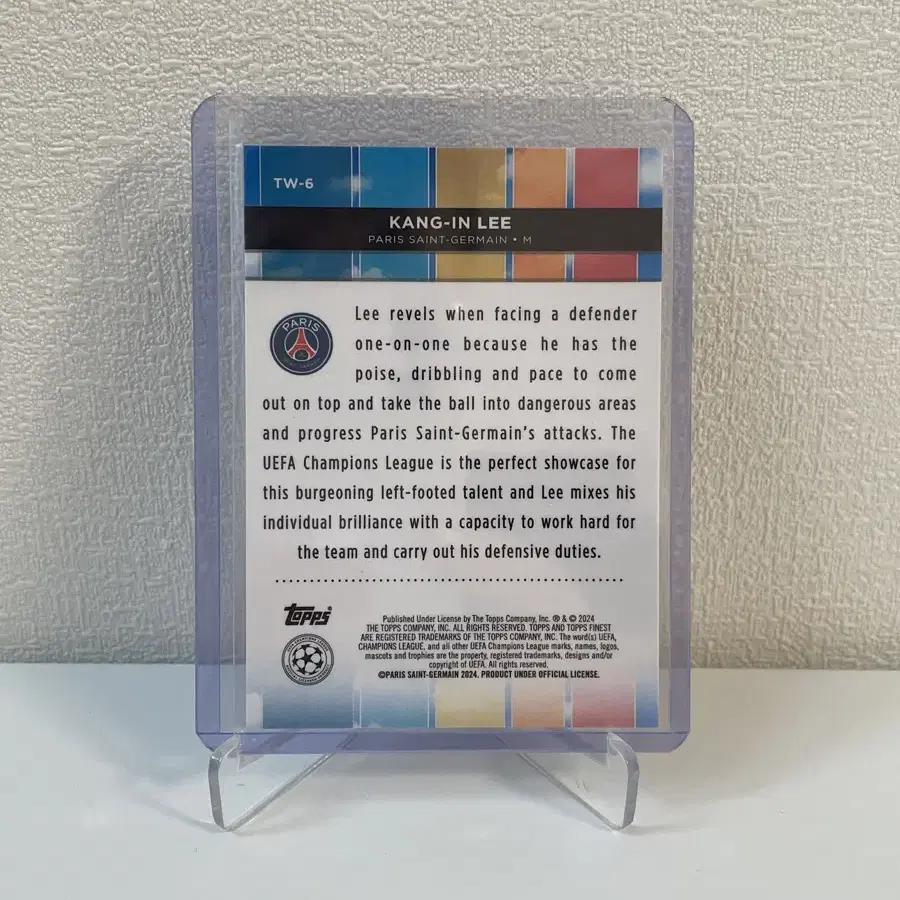 TW-6
KANG-IN LEE
PARIS SAINT-GERMAIN • M
PARIS
Lee revels when facing a defender
one-on-one because he has the
poise, dribbling and pace to come
out on top and take the ball into dangerous areas
and progress Paris Saint-Germain's attacks. The
UEFA Champions League is the perfect showcase for
this burgeoning left-footed talent and Lee mixes his
individual brilliance with a capacity to work hard for
the team and carry out his defensive duties.
topps
Published Under License by The Topps Company, Inc. ® & © 2024
THE TOPPS COMPANY, INC. ALL RIGHTS RESERVED. TOPPS AND TOPPS FINEST
ARE REGISTERED TRADEMARKS OF THE TOPPS COMPANY, INC. The word(s) UEFA,
CHAMPIONS LEAGUE, and all other UEFA Champions League marks, names, logos,
mascots and trophies are the property, registered trademarks, designs and/or
copyright of UEFA. All rights reserved.
©PARIS SAINT-GERMAIN 2024. PRODUCT UNDER OFFICIAL LICENSE.